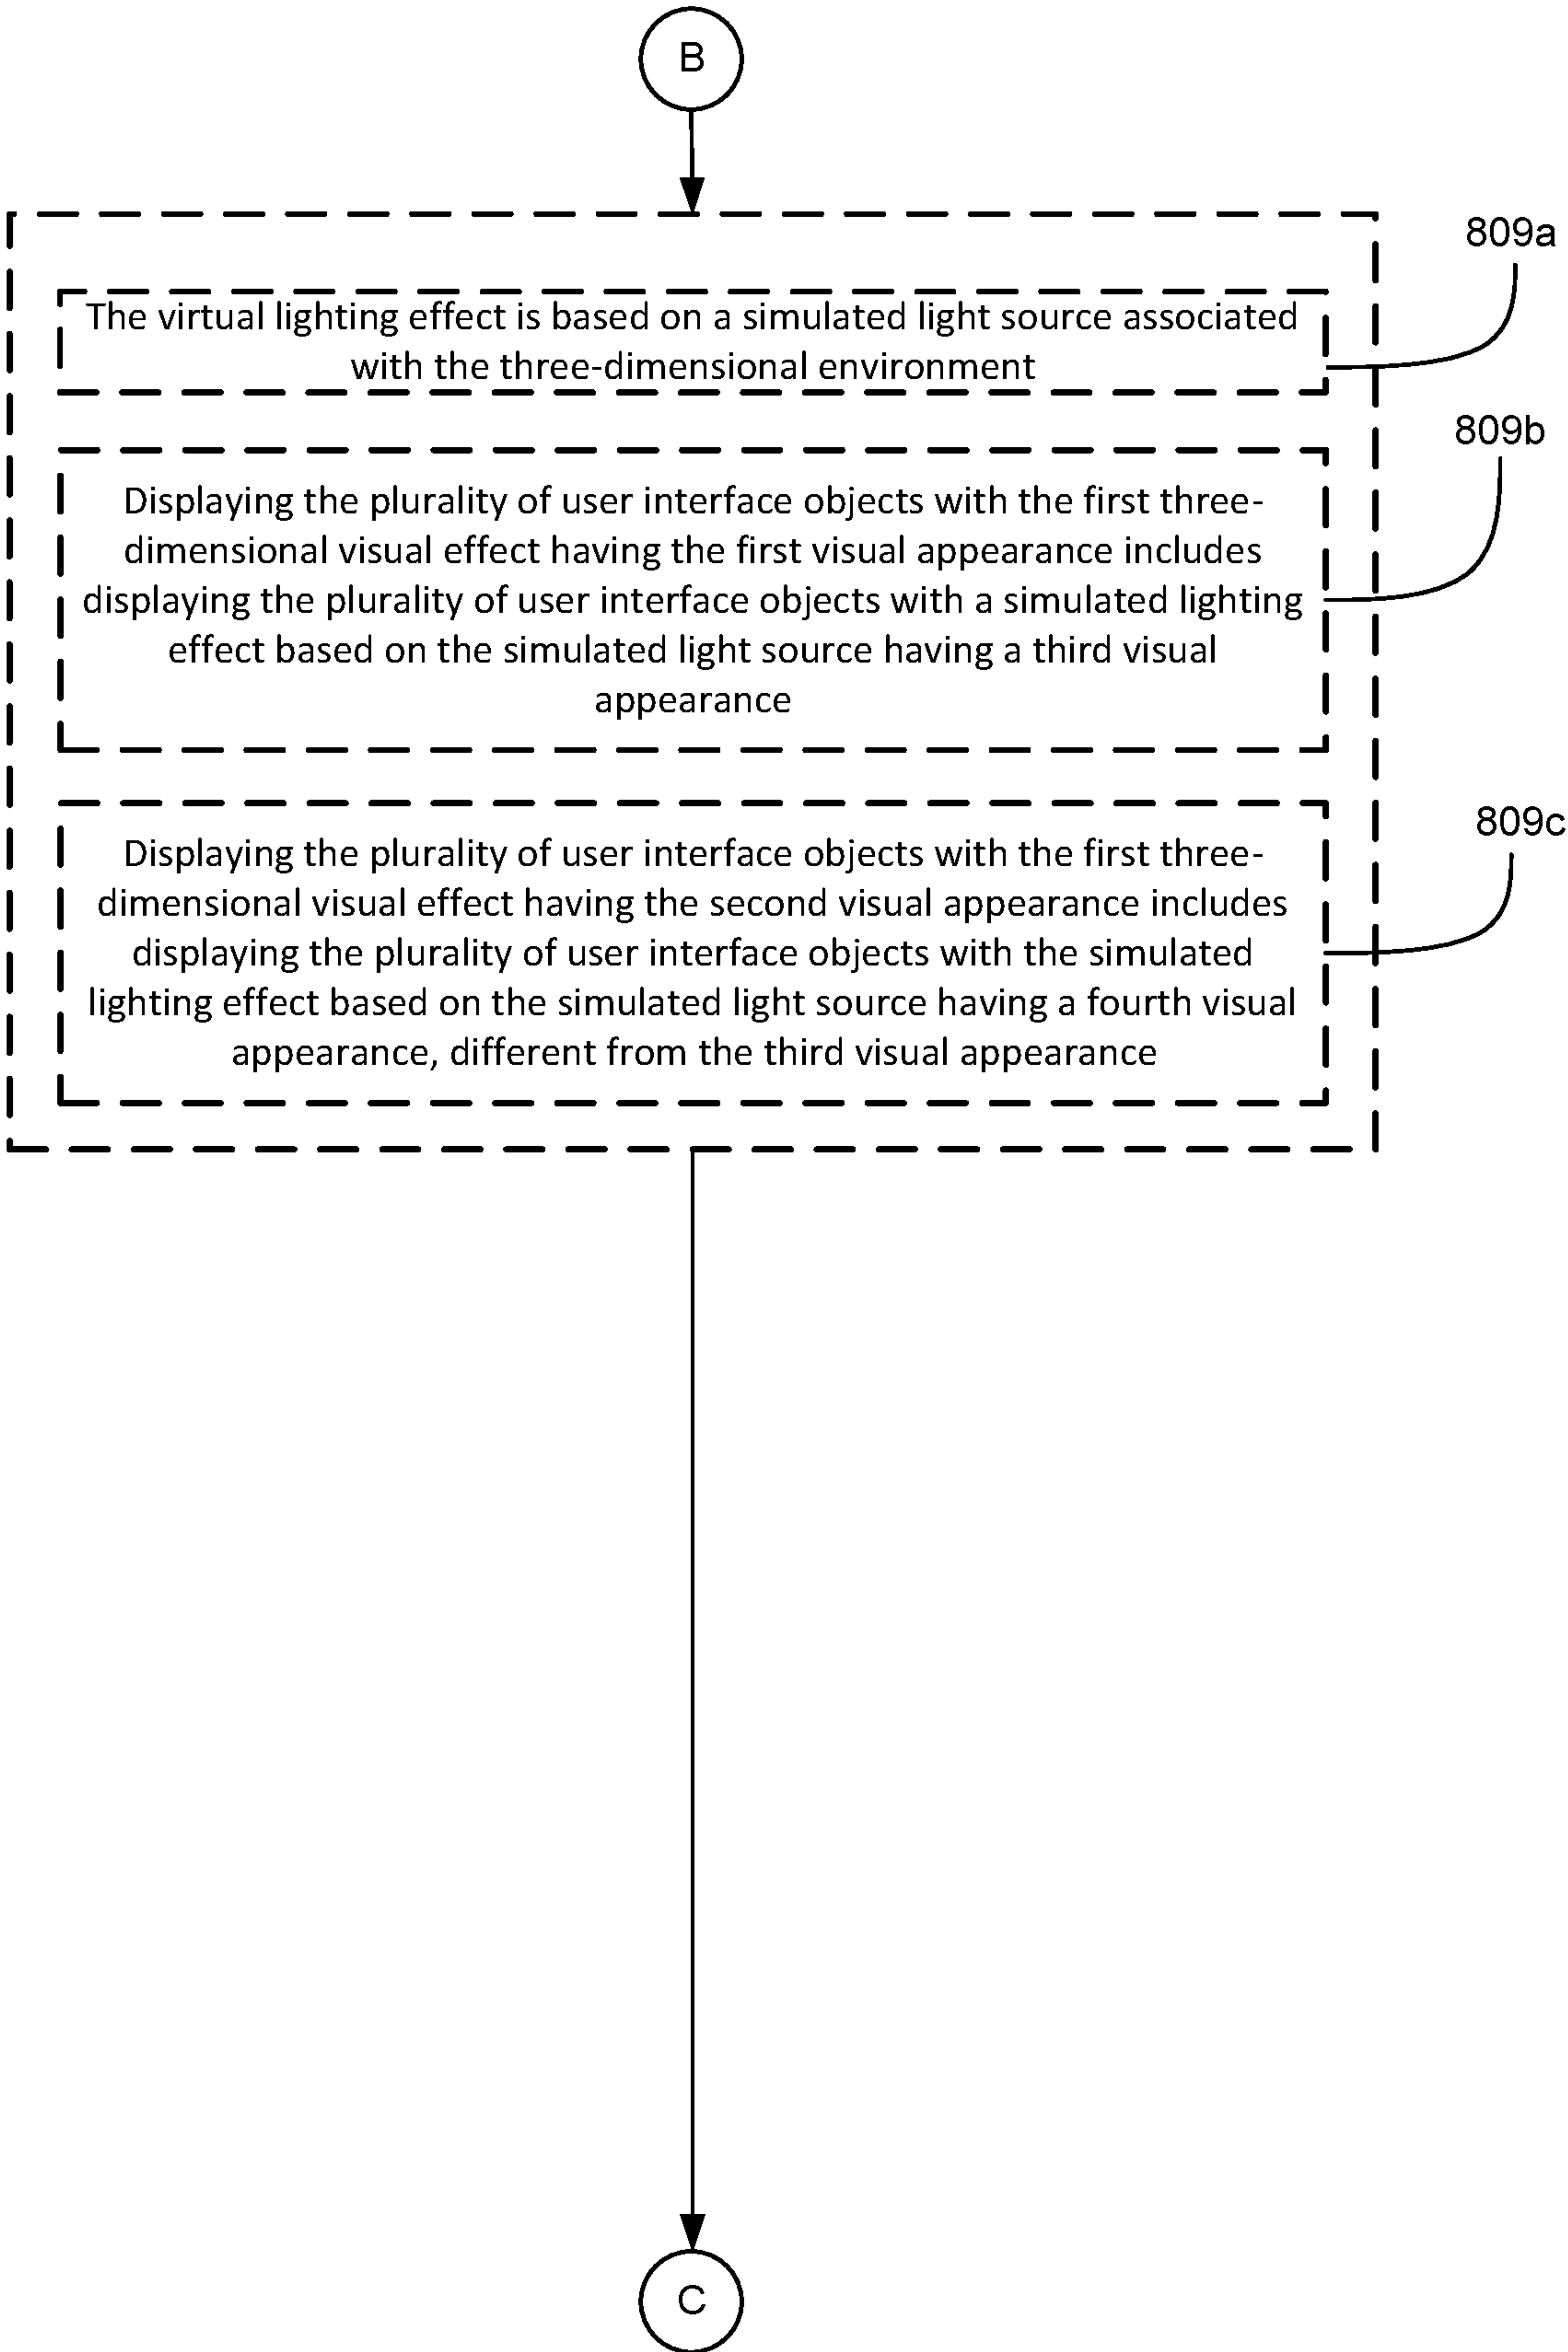 B
809a
The virtual lighting effect is based on a simulated light source associated
with the three-dimensional environment
809b
Displaying the plurality of user interface objects with the first three-
dimensional visual effect having the first visual appearance includes
displaying the plurality of user interface objects with a simulated lighting
effect based on the simulated light source having a third visual
appearance
809c
Displaying the plurality of user interface objects with the first three-
dimensional visual effect having the second visual appearance includes
displaying the plurality of user interface objects with the simulated
lighting effect based on the simulated light source having a fourth visual
appearance, different from the third visual appearance
C